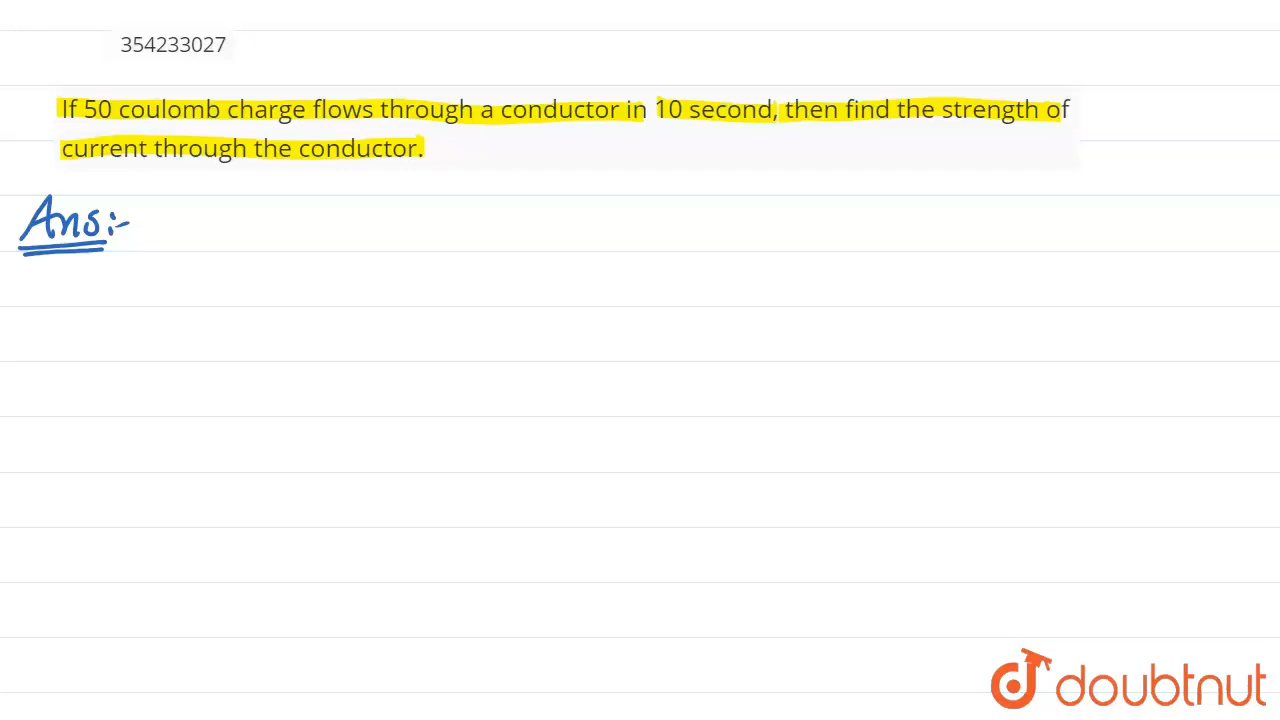 354233027
If 50 coulomb charge flows through a conductor in 10 second, then find the strength of
current through the conductor.
Ans:-
doubtnut